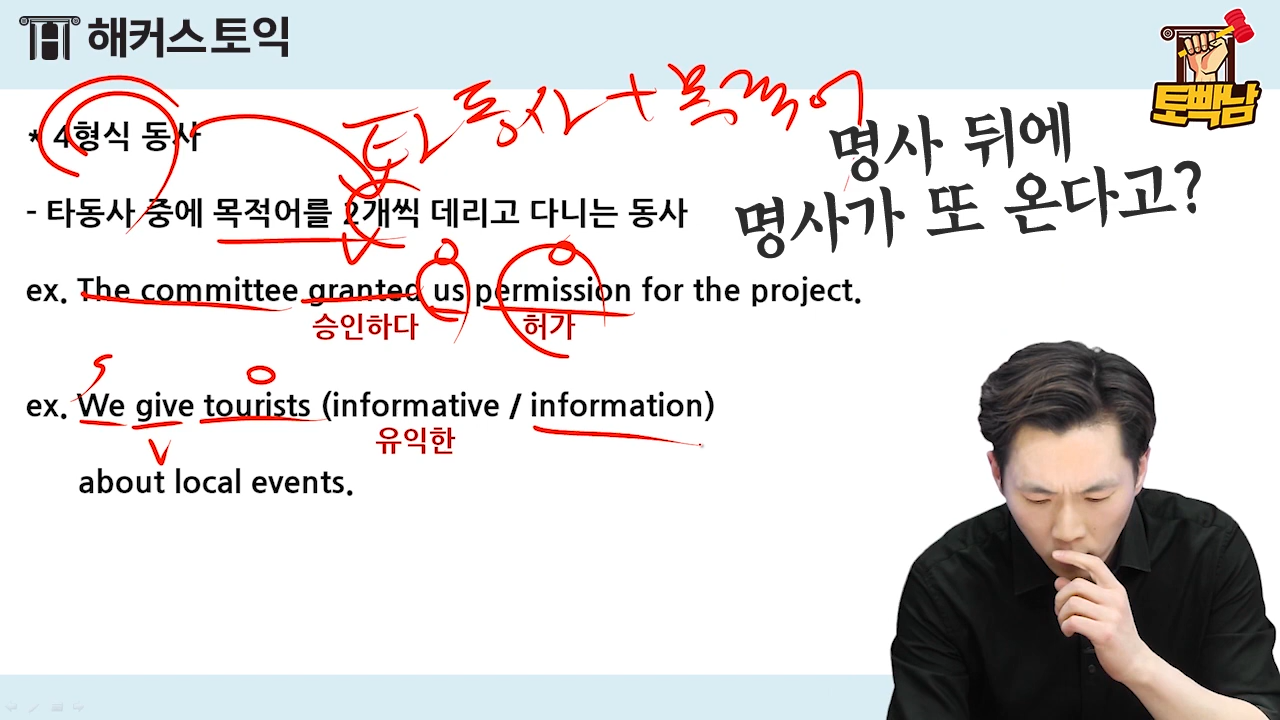 해커스토익
토빡남
타동사+목적어
* 4형식 동사
명사 뒤에
명사가 또 온다고?
- 타동사 중에 목적어를 2개씩 데리고 다니는 동사
ex. The committee granted us permission for the project.
승인하다 허가
S O
ex. We give tourists (informative / information)
V 유익한
about local events.